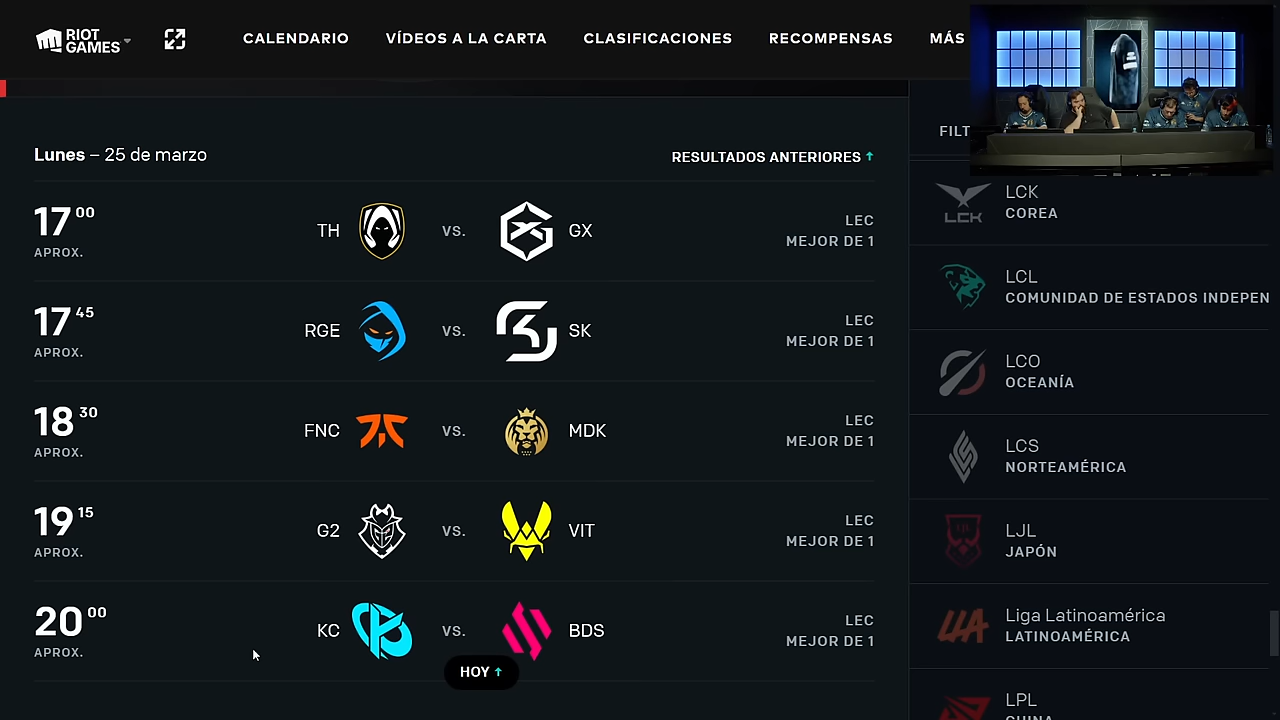 RIOT
GAMES
CALENDARIO
VÍDEOS A LA CARTA
CLASIFICACIONES
RECOMPENSAS
MÁS
FILT
Lunes – 25 de marzo
RESULTADOS ANTERIORES ↑
17 00
APROX.
TH
vs.
GX
LEC
MEJOR DE 1
17 45
APROX.
RGE
vs.
SK
LEC
MEJOR DE 1
18 30
APROX.
FNC
vs.
MDK
LEC
MEJOR DE 1
19 15
APROX.
G2
vs.
VIT
LEC
MEJOR DE 1
20 00
APROX.
KC
vs.
BDS
LEC
MEJOR DE 1
HOY ↑
LCK
LCK
COREA
LCL
COMUNIDAD DE ESTADOS INDEPEN
LCO
OCEANÍA
LCS
NORTEAMÉRICA
LJL
JAPÓN
Liga Latinoamérica
LATINOAMÉRICA
LPL
CHINA